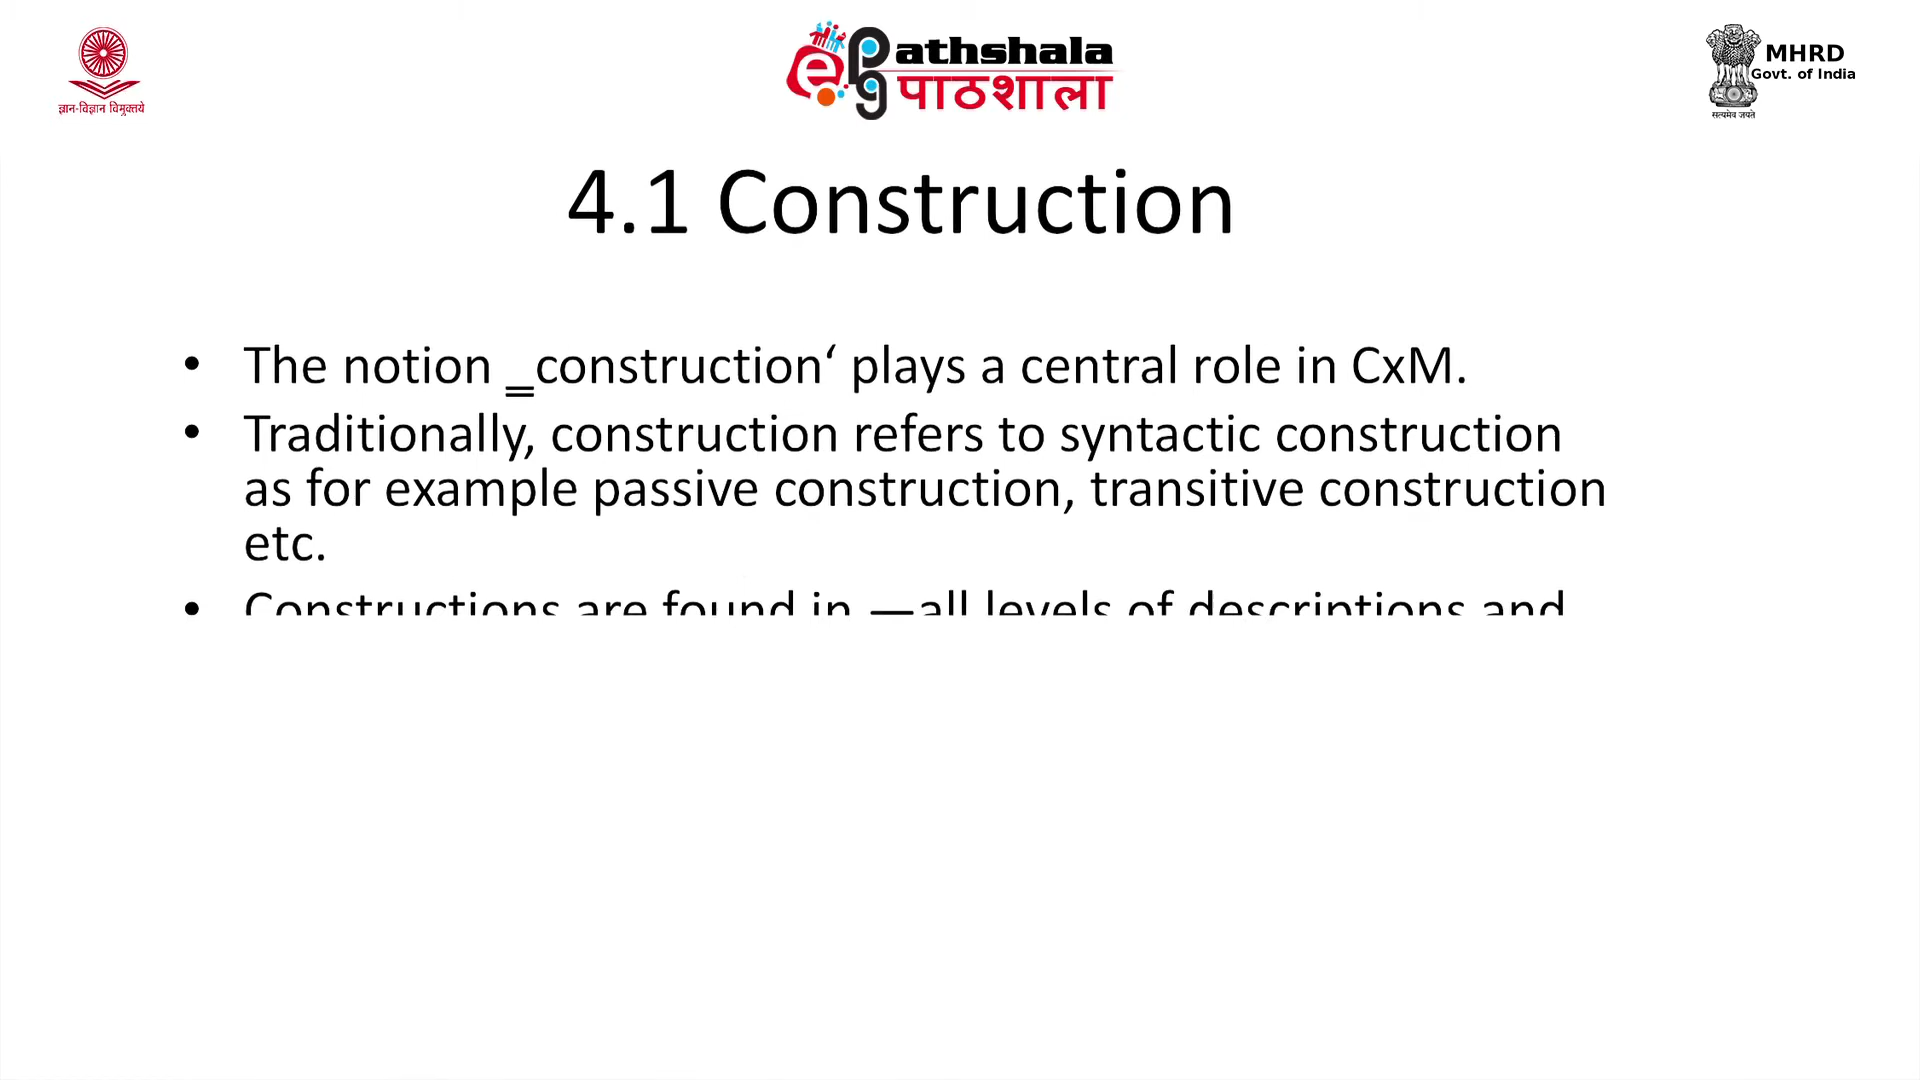 ज्ञान-विज्ञान विमुक्तये
ePG athshala
पाठशाला
MHRD
Govt. of India
सत्यमेव जयते
4.1 Construction
• The notion ‗construction‘ plays a central role in CxM.
• Traditionally, construction refers to syntactic construction
as for example passive construction, transitive construction
etc.
• Constructions are found in ―all levels of descriptions and